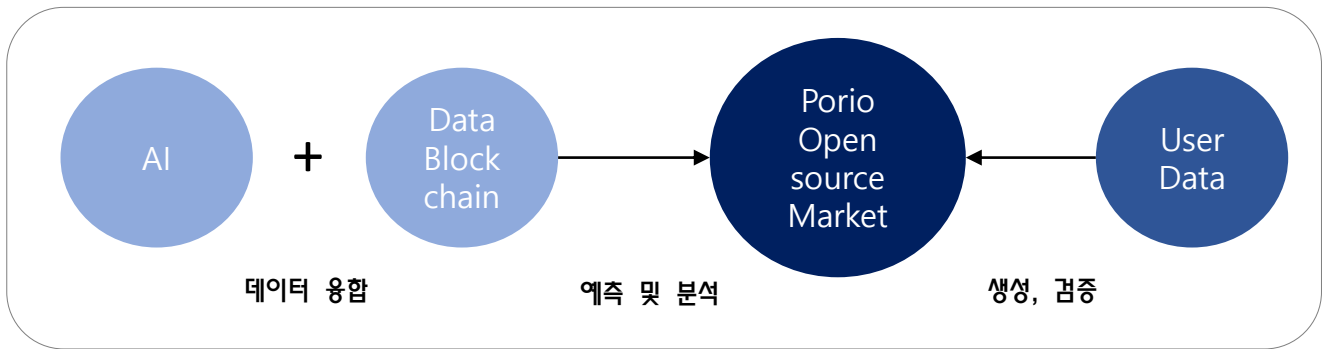 AI
+
Data
Block
chain
Porio
Open
source
Market
User
Data
데이터 융합
예측 및 분석
생성, 검증